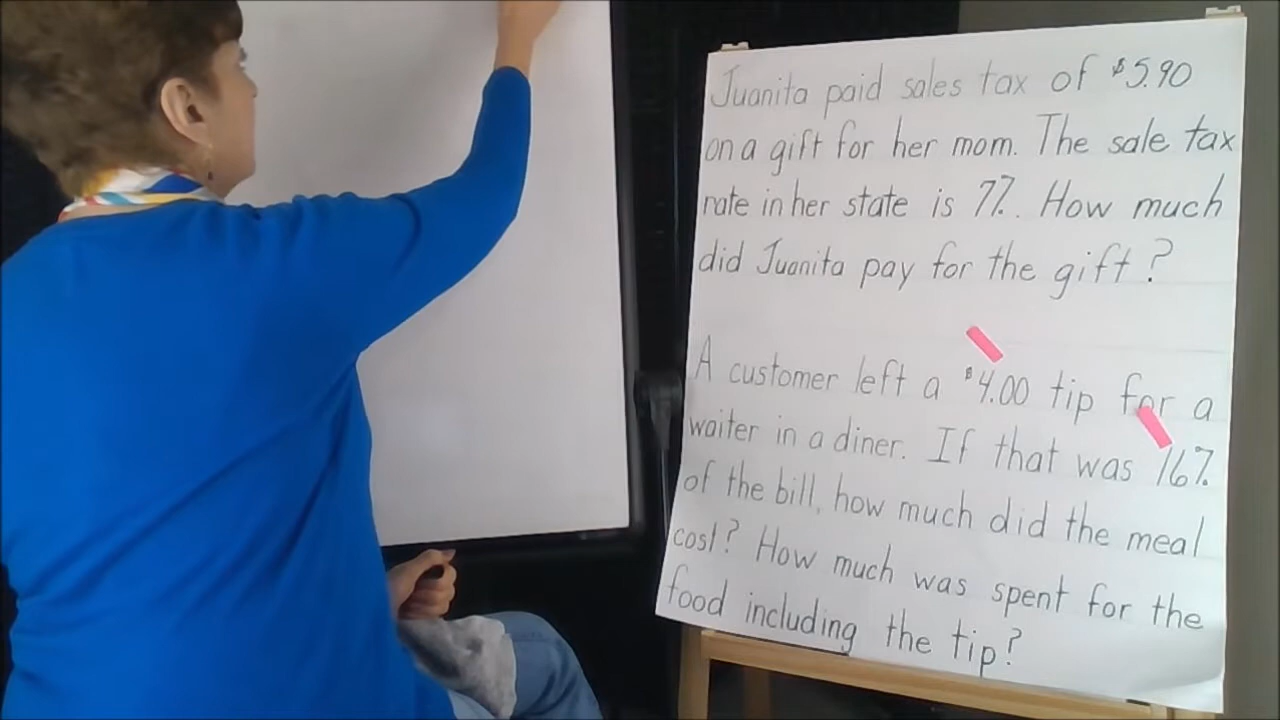 Juanita paid sales tax of $5.90
on a gift for her mom. The sale tax
rate in her state is 7%. How much
did Juanita pay for the gift?
A customer left a $4.00 tip for a
waiter in a diner. If that was 16%
of the bill, how much did the meal
cost? How much was spent for the
food including the tip?